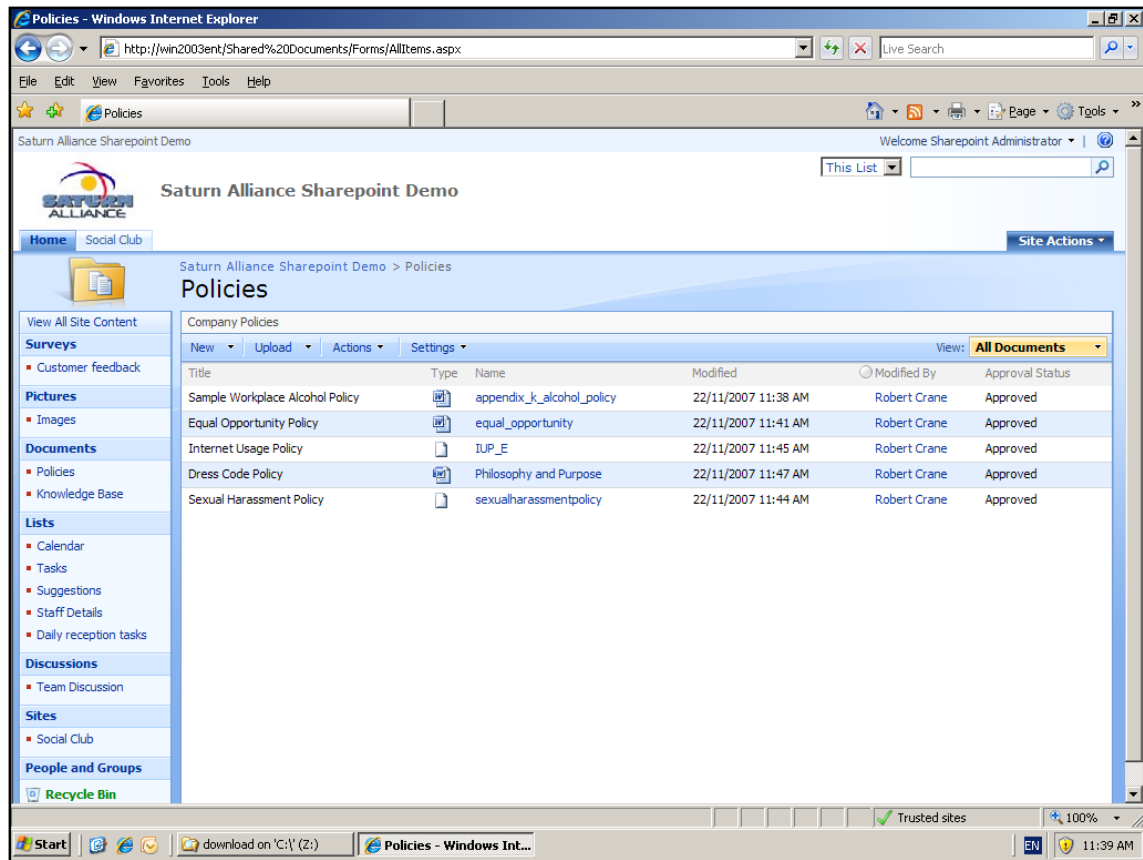 Policies - Windows Internet Explorer
http://win2003ent/Shared%20Documents/Forms/AllItems.aspx Live Search
File Edit View Favorites Tools Help
Policies Page Tools »
Saturn Alliance Sharepoint Demo Welcome Sharepoint Administrator |
This List
SATURN
ALLIANCE
Saturn Alliance Sharepoint Demo
Home Social Club Site Actions
Saturn Alliance Sharepoint Demo > Policies
Policies
View All Site Content Company Policies
Surveys New Upload Actions Settings View: All Documents
Customer feedback Title Type Name Modified Modified By Approval Status
Pictures Sample Workplace Alcohol Policy appendix_k_alcohol_policy 22/11/2007 11:38 AM Robert Crane Approved
Images Equal Opportunity Policy equal_opportunity 22/11/2007 11:41 AM Robert Crane Approved
Documents Internet Usage Policy IUP_E 22/11/2007 11:45 AM Robert Crane Approved
Policies Dress Code Policy Philosophy and Purpose 22/11/2007 11:47 AM Robert Crane Approved
Knowledge Base Sexual Harassment Policy sexualharassmentpolicy 22/11/2007 11:44 AM Robert Crane Approved
Lists
Calendar
Tasks
Suggestions
Staff Details
Daily reception tasks
Discussions
Team Discussion
Sites
Social Club
People and Groups
Recycle Bin
Trusted sites 100%
Start download on 'C:\' (Z:) Policies - Windows Int... EN 11:39 AM